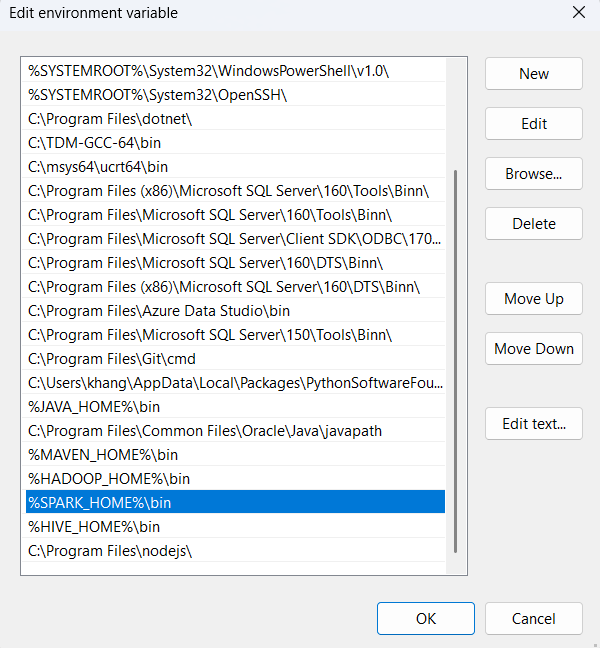 Edit environment variable
%SYSTEMROOT%\System32\WindowsPowerShell\v1.0\
%SYSTEMROOT%\System32\OpenSSH\
C:\Program Files\dotnet\
C:\TDM-GCC-64\bin
C:\msys64\ucrt64\bin
C:\Program Files (x86)\Microsoft SQL Server\160\Tools\Binn\
C:\Program Files\Microsoft SQL Server\160\Tools\Binn\
C:\Program Files\Microsoft SQL Server\Client SDK\ODBC\170...
C:\Program Files\Microsoft SQL Server\160\DTS\Binn\
C:\Program Files (x86)\Microsoft SQL Server\160\DTS\Binn\
C:\Program Files\Azure Data Studio\bin
C:\Program Files\Microsoft SQL Server\150\Tools\Binn\
C:\Program Files\Git\cmd
C:\Users\khang\AppData\Local\Packages\PythonSoftwareFou...
%JAVA_HOME%\bin
C:\Program Files\Common Files\Oracle\Java\javapath
%MAVEN_HOME%\bin
%HADOOP_HOME%\bin
%SPARK_HOME%\bin
%HIVE_HOME%\bin
C:\Program Files\nodejs\
New
Edit
Browse...
Delete
Move Up
Move Down
Edit text...
OK
Cancel